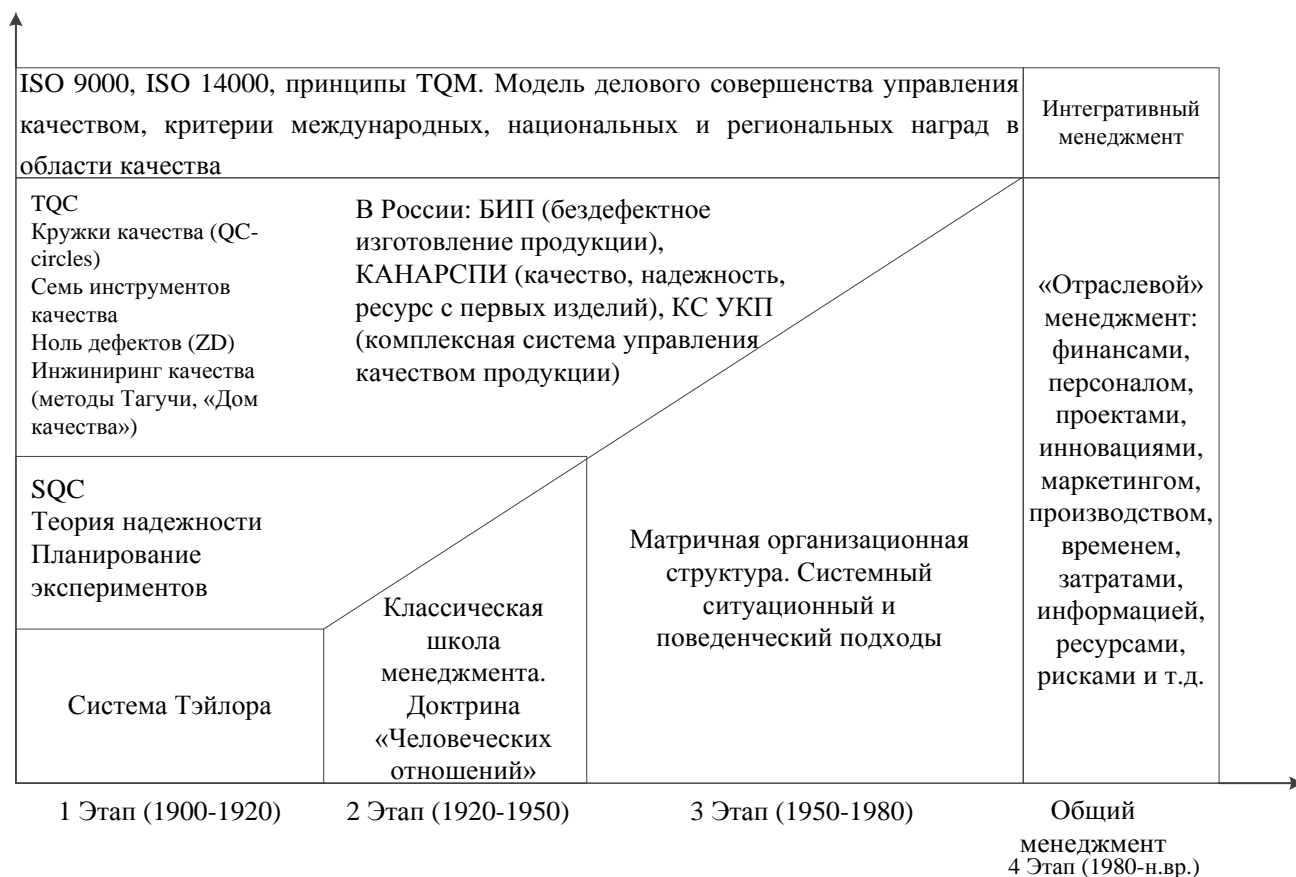 ISO 9000, ISO 14000, принципы TQM. Модель делового совершенства управления
качеством, критерии международных, национальных и региональных наград в
области качества
Интегративный
менеджмент
TQC
Кружки качества (QC-
circles)
Семь инструментов
качества
Ноль дефектов (ZD)
Инжиниринг качества
(методы Тагучи, «Дом
качества»)
В России: БИП (бездефектное
изготовление продукции),
КАНАРСПИ (качество, надежность,
ресурс с первых изделий), КС УКП
(комплексная система управления
качеством продукции)
«Отраслевой»
менеджмент:
финансами,
персоналом,
проектами,
инновациями,
маркетингом,
производством,
временем,
затратами,
информацией,
ресурсами,
рисками и т.д.
SQC
Теория надежности
Планирование
экспериментов
Матричная организационная
структура. Системный
ситуационный и
поведенческий подходы
Классическая
школа
менеджмента.
Доктрина
«Человеческих
отношений»
Система Тэйлора
1 Этап (1900-1920)
2 Этап (1920-1950)
3 Этап (1950-1980)
Общий
менеджмент
4 Этап (1980-н.вр.)